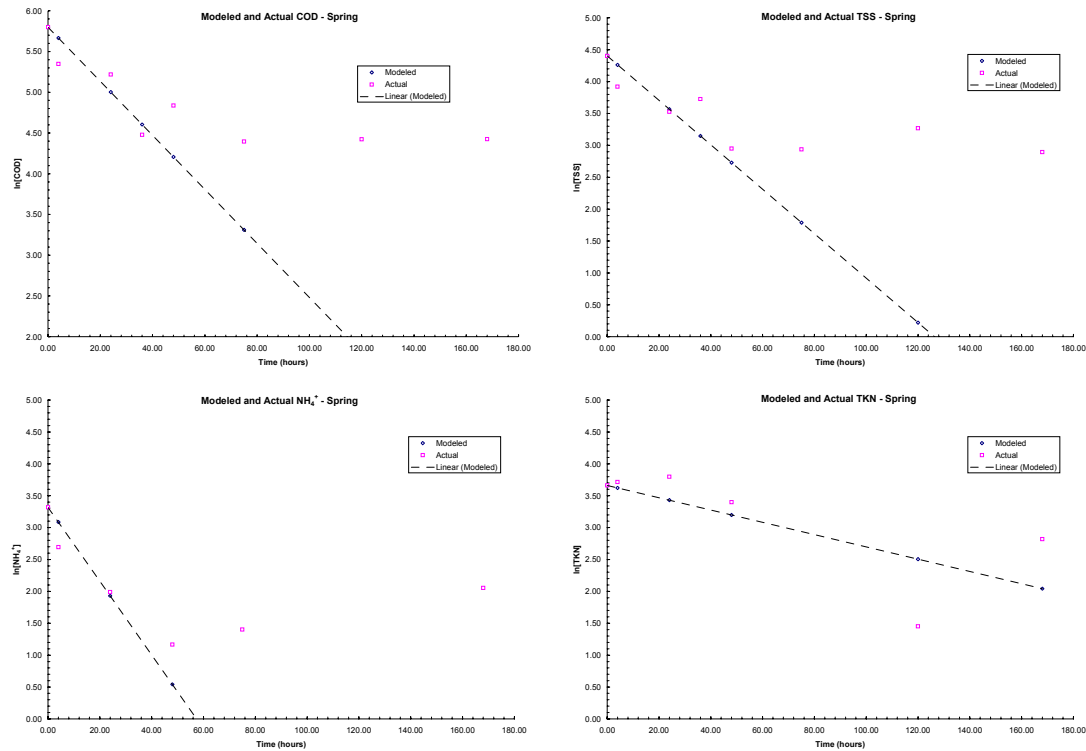 Modeled and Actual COD - Spring
6.00
5.50
5.00
4.50
4.00
3.50
3.00
2.50
2.00
ln[COD]
Modeled
Actual
Linear (Modeled)
0.00 20.00 40.00 60.00 80.00 100.00 120.00 140.00 160.00 180.00
Time (hours)
Modeled and Actual TSS - Spring
5.00
4.50
4.00
3.50
3.00
2.50
2.00
1.50
1.00
0.50
0.00
ln[TSS]
Modeled
Actual
Linear (Modeled)
0.00 20.00 40.00 60.00 80.00 100.00 120.00 140.00 160.00 180.00
Time (hours)
Modeled and Actual NH₄⁺ - Spring
5.00
4.50
4.00
3.50
3.00
2.50
2.00
1.50
1.00
0.50
0.00
ln[NH₄⁺]
Modeled
Actual
Linear (Modeled)
0.00 20.00 40.00 60.00 80.00 100.00 120.00 140.00 160.00 180.00
Time (hours)
Modeled and Actual TKN - Spring
5.00
4.50
4.00
3.50
3.00
2.50
2.00
1.50
1.00
0.50
0.00
ln[TKN]
Modeled
Actual
Linear (Modeled)
0.00 20.00 40.00 60.00 80.00 100.00 120.00 140.00 160.00 180.00
Time (hours)